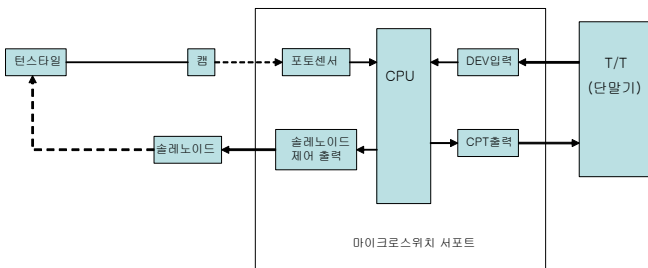 턴스타일
캠
포토센서
CPU
DEV입력
T/T
(단말기)
솔레노이드
솔레노이드
제어 출력
CPT출력
마이크로스위치 서포트